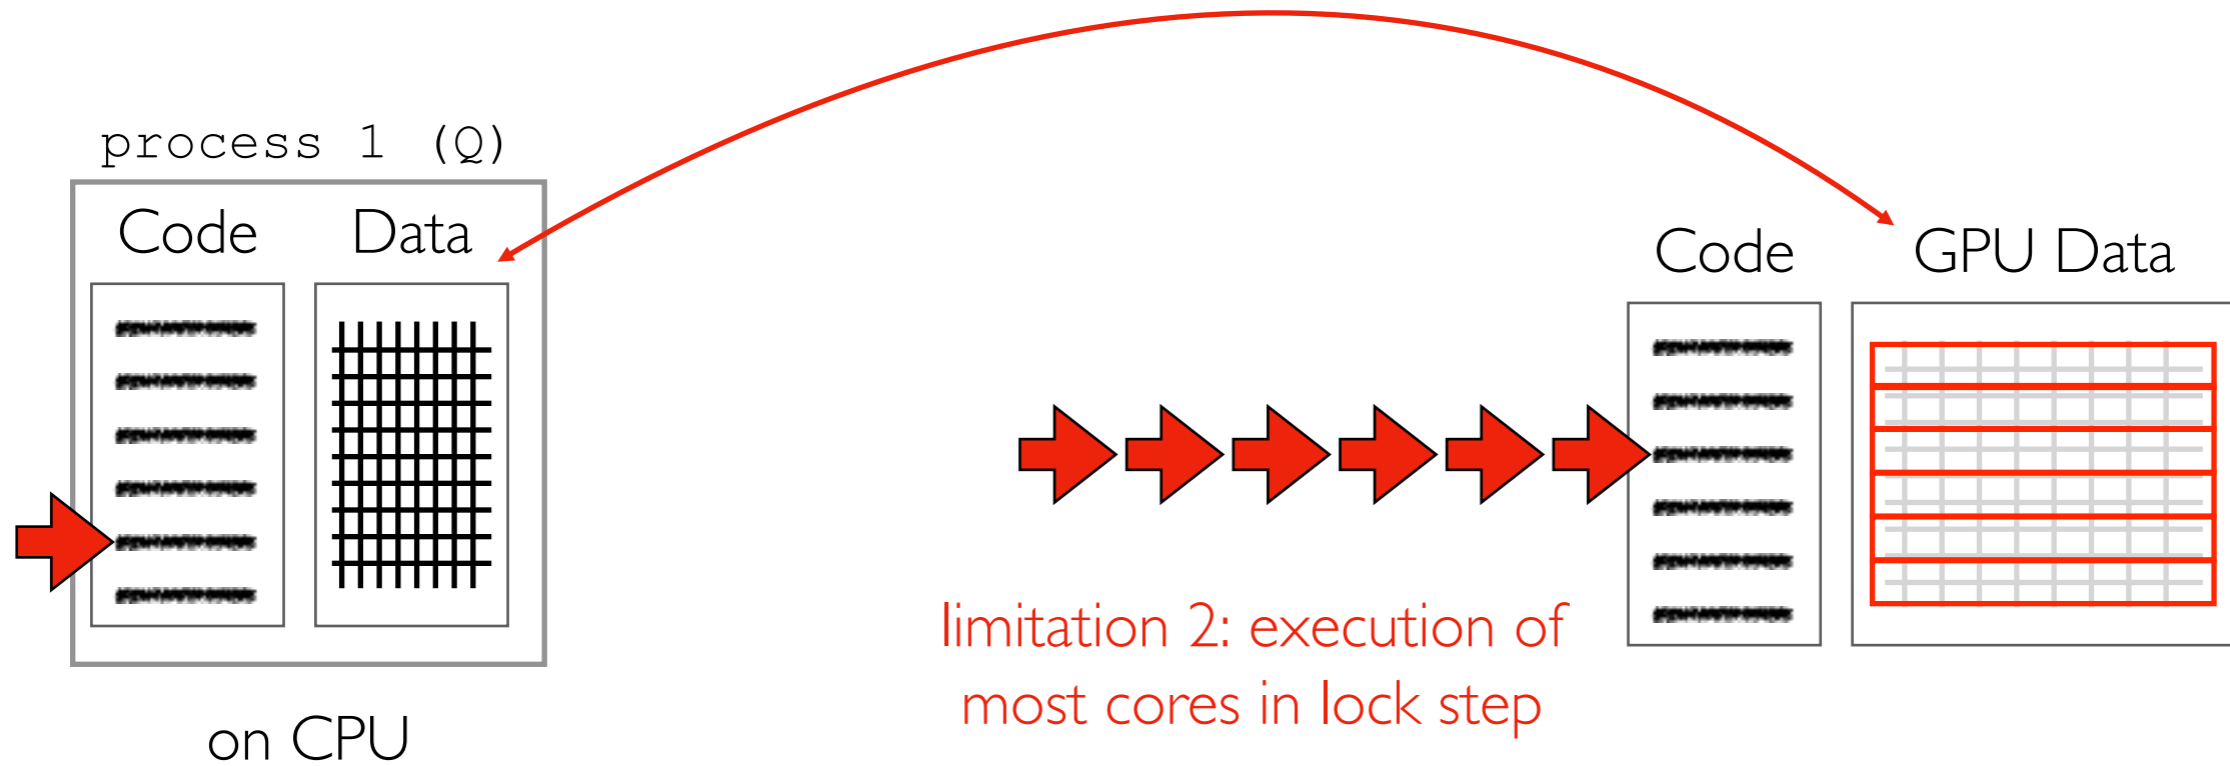 process 1 (Q)
Code
Data
Code
GPU Data
limitation 2: execution of
most cores in lock step
on CPU